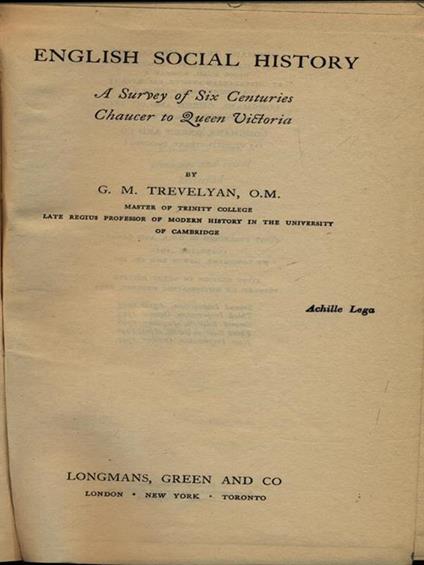 ENGLISH SOCIAL HISTORY
A Survey of Six Centuries
Chaucer to Queen Victoria
BY
G. M. TREVELYAN, O.M.
MASTER OF TRINITY COLLEGE
LATE REGIUS PROFESSOR OF MODERN HISTORY IN THE UNIVERSITY
OF CAMBRIDGE
Achille Lega
LONGMANS, GREEN AND CO
LONDON • NEW YORK • TORONTO